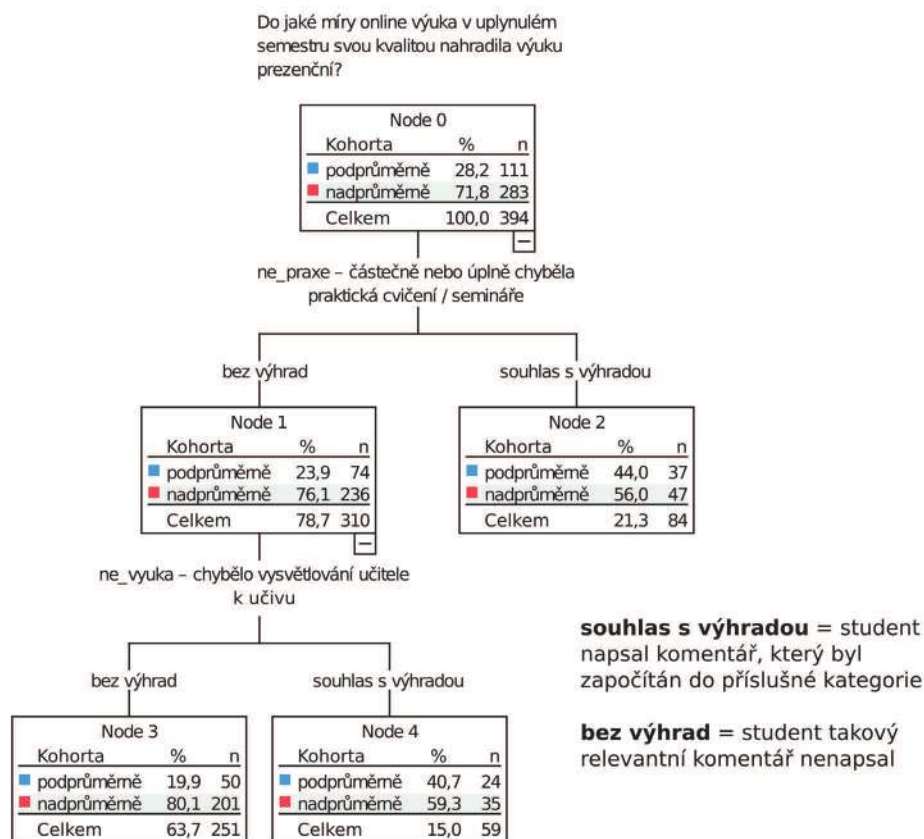 Do jaké míry online výuka v uplynulém
semestru svou kvalitou nahradila výuku
prezenční?
Node 0
Kohorta % n
podprůměrně 28,2 111
nadprůměrně 71,8 283
Celkem 100,0 394
ne_praxe – částečně nebo úplně chyběla
praktická cvičení / semináře
bez výhrad
souhlas s výhradou
Node 1
Kohorta % n
podprůměrně 23,9 74
nadprůměrně 76,1 236
Celkem 78,7 310
Node 2
Kohorta % n
podprůměrně 44,0 37
nadprůměrně 56,0 47
Celkem 21,3 84
ne_vyuka – chybělo vysvětlování učitele
k učivu
bez výhrad
souhlas s výhradou
Node 3
Kohorta % n
podprůměrně 19,9 50
nadprůměrně 80,1 201
Celkem 63,7 251
Node 4
Kohorta % n
podprůměrně 40,7 24
nadprůměrně 59,3 35
Celkem 15,0 59
souhlas s výhradou = student
napsal komentář, který byl
započítán do příslušné kategorie
bez výhrad = student takový
relevantní komentář nenapsal